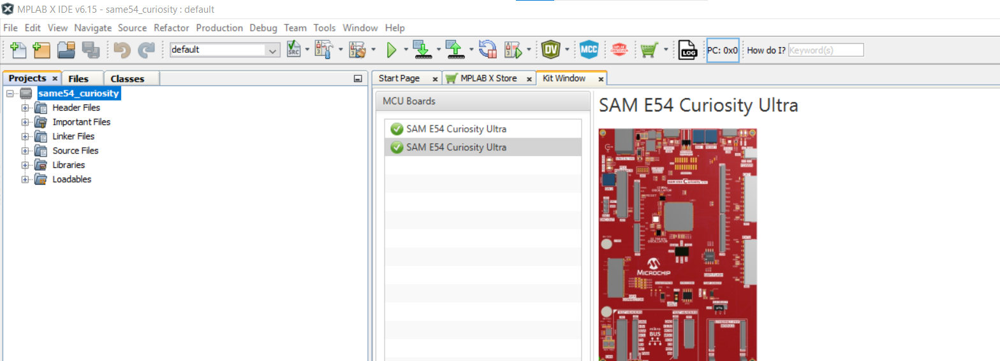 MPLAB X IDE v6.15 - same54_curiosity : default
File Edit View Navigate Source Refactor Production Debug Team Tools Window Help
default
SRC
DV
MCC
LOG
PC: 0x0
How do I?
Keyword(s)
Projects
Files
Classes
Start Page
MPLAB X Store
Kit Window
same54_curiosity
Header Files
Important Files
Linker Files
Source Files
Libraries
Loadables
MCU Boards
SAM E54 Curiosity Ultra
SAM E54 Curiosity Ultra
SAM E54 Curiosity Ultra
MICROCHIP
mikro
BUS